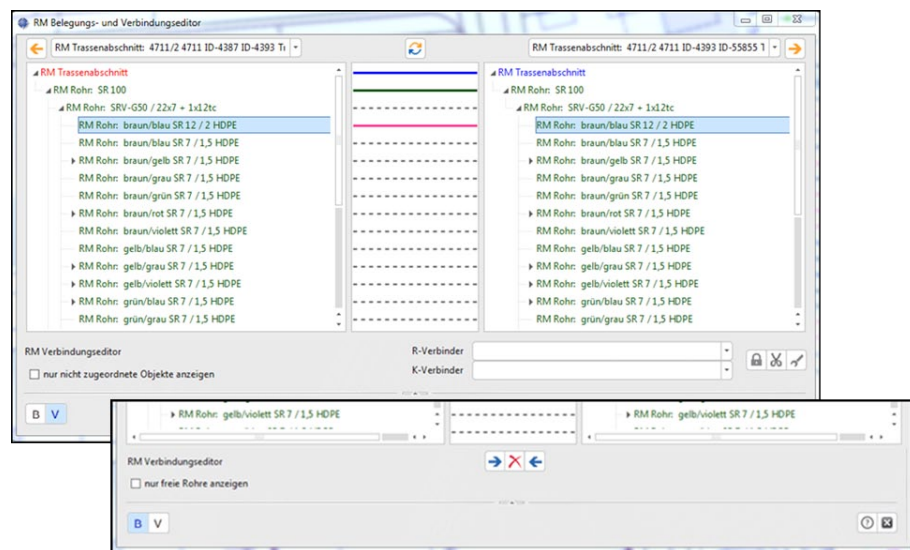 RM Belegungs- und Verbindungseditor
RM Trassenabschnitt: 4711/2 4711 ID-4387 ID-4393 Tr
RM Trassenabschnitt: 4711/2 4711 ID-4393 ID-55855 T
RM Trassenabschnitt
RM Rohr: SR 100
RM Rohr: SRV-G50 / 22x7 + 1x12tc
RM Rohr: braun/blau SR 12 / 2 HDPE
RM Rohr: braun/blau SR 7 / 1,5 HDPE
RM Rohr: braun/gelb SR 7 / 1,5 HDPE
RM Rohr: braun/grau SR 7 / 1,5 HDPE
RM Rohr: braun/grün SR 7 / 1,5 HDPE
RM Rohr: braun/rot SR 7 / 1,5 HDPE
RM Rohr: braun/violett SR 7 / 1,5 HDPE
RM Rohr: gelb/blau SR 7 / 1,5 HDPE
RM Rohr: gelb/grau SR 7 / 1,5 HDPE
RM Rohr: gelb/violett SR 7 / 1,5 HDPE
RM Rohr: grün/blau SR 7 / 1,5 HDPE
RM Rohr: grün/grau SR 7 / 1,5 HDPE
RM Trassenabschnitt
RM Rohr: SR 100
RM Rohr: SRV-G50 / 22x7 + 1x12tc
RM Rohr: braun/blau SR 12 / 2 HDPE
RM Rohr: braun/blau SR 7 / 1,5 HDPE
RM Rohr: braun/gelb SR 7 / 1,5 HDPE
RM Rohr: braun/grau SR 7 / 1,5 HDPE
RM Rohr: braun/grün SR 7 / 1,5 HDPE
RM Rohr: braun/rot SR 7 / 1,5 HDPE
RM Rohr: braun/violett SR 7 / 1,5 HDPE
RM Rohr: gelb/blau SR 7 / 1,5 HDPE
RM Rohr: gelb/grau SR 7 / 1,5 HDPE
RM Rohr: gelb/violett SR 7 / 1,5 HDPE
RM Rohr: grün/blau SR 7 / 1,5 HDPE
RM Rohr: grün/grau SR 7 / 1,5 HDPE
RM Verbindungseditor
R-Verbinder
nur nicht zugeordnete Objekte anzeigen
K-Verbinder
B V
RM Rohr: gelb/violett SR 7 / 1,5 HDPE
RM Rohr: gelb/violett SR 7 / 1,5 HDPE
RM Verbindungseditor
nur freie Rohre anzeigen
B V